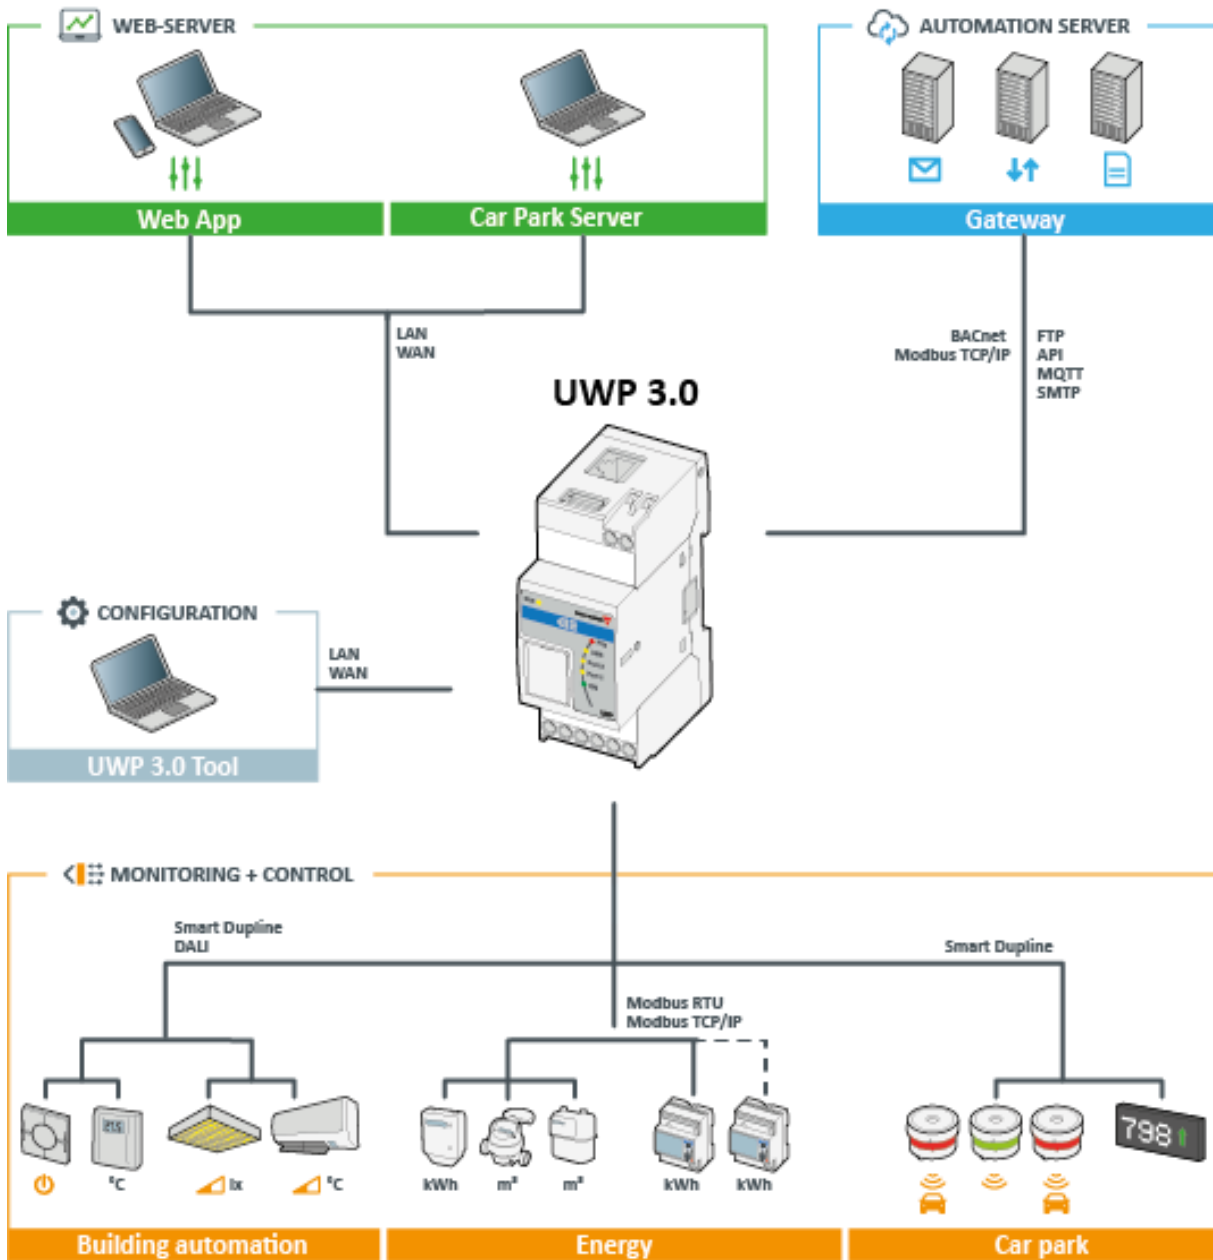 WEB-SERVER
AUTOMATION SERVER
Web App
Car Park Server
Gateway
LAN
WAN
BACnet
Modbus TCP/IP
FTP
API
MQTT
SMTP
UWP 3.0
CONFIGURATION
LAN
WAN
UWP 3.0 Tool
MONITORING + CONTROL
Smart Dupline
DALI
Smart Dupline
Modbus RTU
Modbus TCP/IP
798
°C
lx
°C
kWh
m³
m³
kWh
kWh
Building automation
Energy
Car park